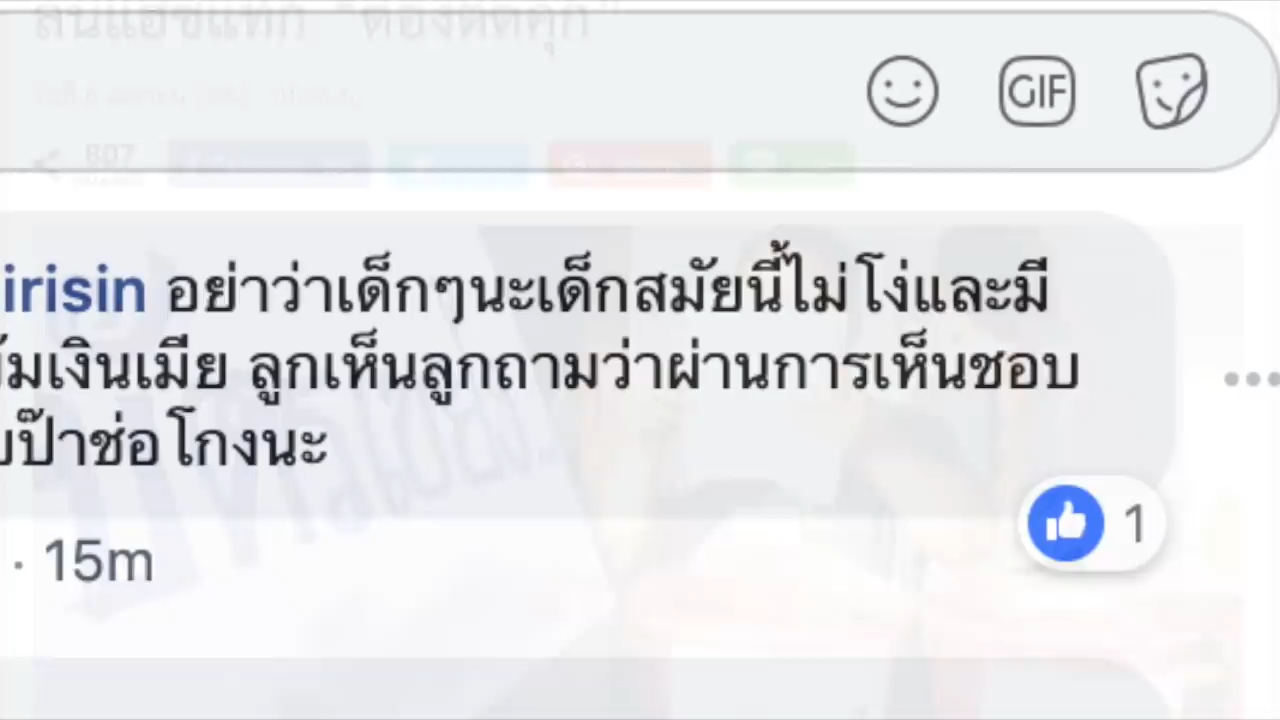 GIF
807
irisin อย่าว่าเด็กๆนะเด็กสมัยนี้ไม่โง่และมี
เงินเมีย ลูกเห็นลูกถามว่าผ่านการเห็นชอบ
ป๊าช่อโกงนะ
· 15m
1